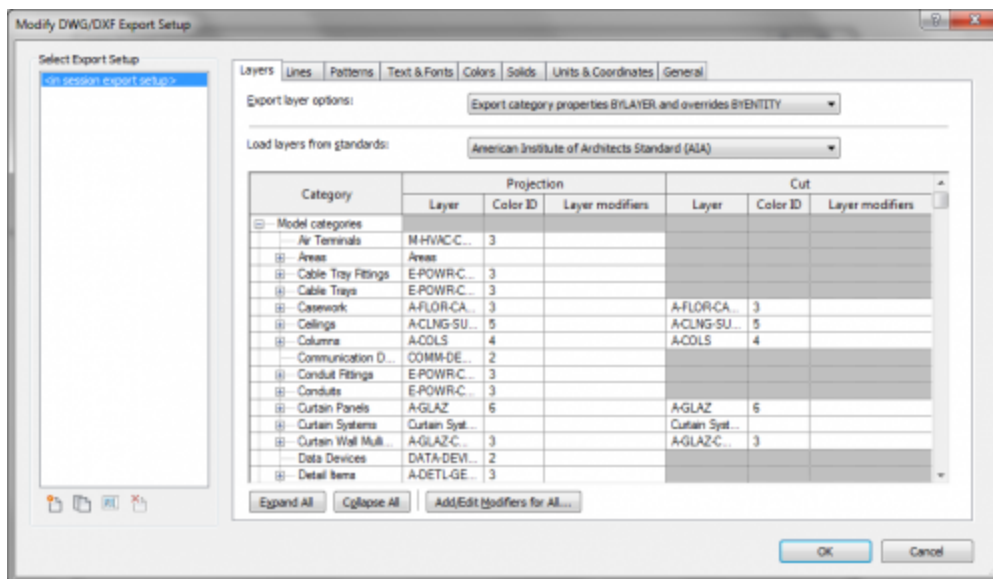 Modify DWG/DXF Export Setup
Select Export Setup
<in session export setup>
Layers Lines Patterns Text & Fonts Colors Solids Units & Coordinates General
Export layer options: Export category properties BYLAYER and overrides BYENTITY
Load layers from standards: American Institute of Architects Standard (AIA)
Category Projection Cut
Layer Color ID Layer modifiers Layer Color ID Layer modifiers
Model categories
Air Terminals M-HVAC-C... 3
Areas Areas
Cable Tray Fittings E-POWR-C... 3
Cable Trays E-POWR-C... 3
Casework A-FLOR-CA... 3 A-FLOR-CA... 3
Ceilings A-CLNG-SU... 5 A-CLNG-SU... 5
Columns A-COLS 4 A-COLS 4
Communication D... COMM-DE... 2
Conduit Fittings E-POWR-C... 3
Conduits E-POWR-C... 3
Curtain Panels A-GLAZ 6 A-GLAZ 6
Curtain Systems Curtain Syst... Curtain Syst...
Curtain Wall Mulli... A-GLAZ-C... 3 A-GLAZ-C... 3
Data Devices DATA-DEVI... 2
Detail Items A-DETL-GE... 3
Expand All Collapse All Add/Edit Modifiers for All...
OK Cancel